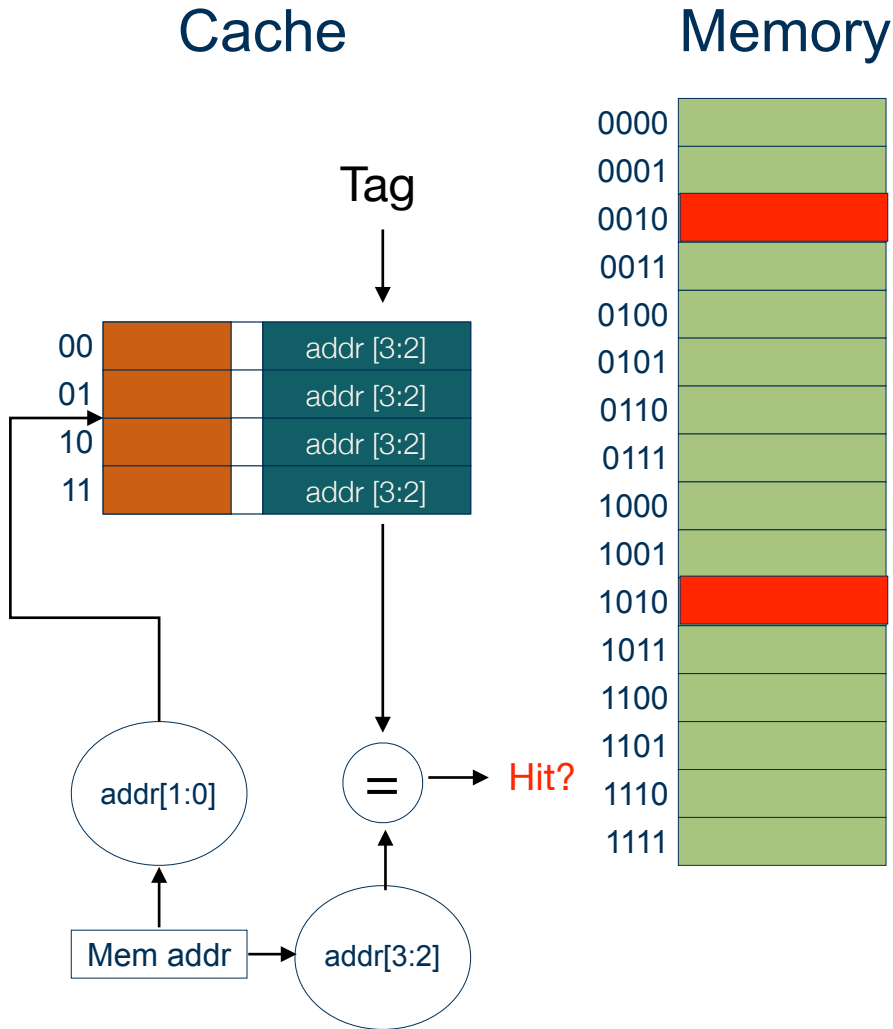 Cache
Tag
00 addr [3:2]
01 addr [3:2]
10 addr [3:2]
11 addr [3:2]
addr[1:0]
=
Hit?
Mem addr
addr[3:2]
Memory
0000
0001
0010
0011
0100
0101
0110
0111
1000
1001
1010
1011
1100
1101
1110
1111